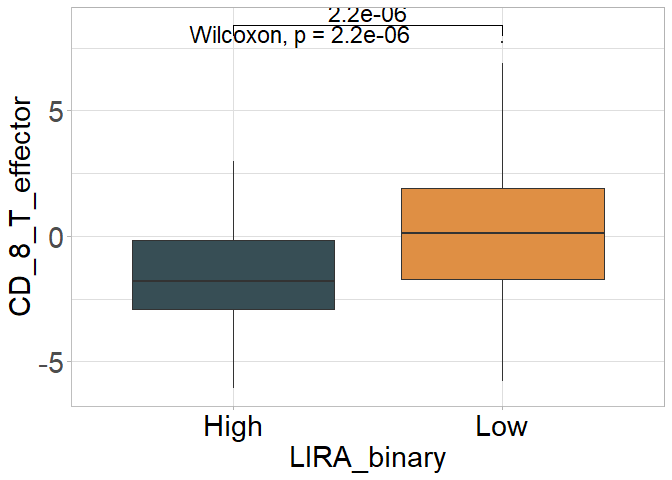 2.2e-06
Wilcoxon, p = 2.2e-06
CD_8_T_effector
5
0
-5
High
Low
LIRA_binary